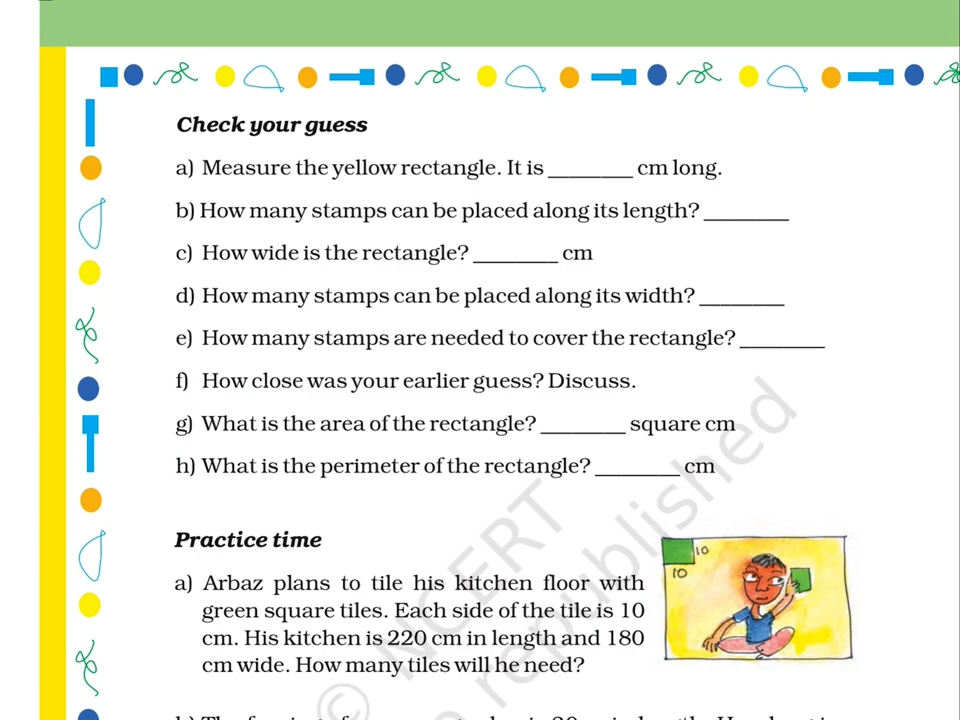 Check your guess
a) Measure the yellow rectangle. It is ________ cm long.
b) How many stamps can be placed along its length? ________
c) How wide is the rectangle? ________ cm
d) How many stamps can be placed along its width? ________
e) How many stamps are needed to cover the rectangle? ________
f) How close was your earlier guess? Discuss.
g) What is the area of the rectangle? ________ square cm
h) What is the perimeter of the rectangle? ________ cm
Practice time
a) Arbaz plans to tile his kitchen floor with
green square tiles. Each side of the tile is 10
cm. His kitchen is 220 cm in length and 180
cm wide. How many tiles will he need?
10
10
© NCERT
republished